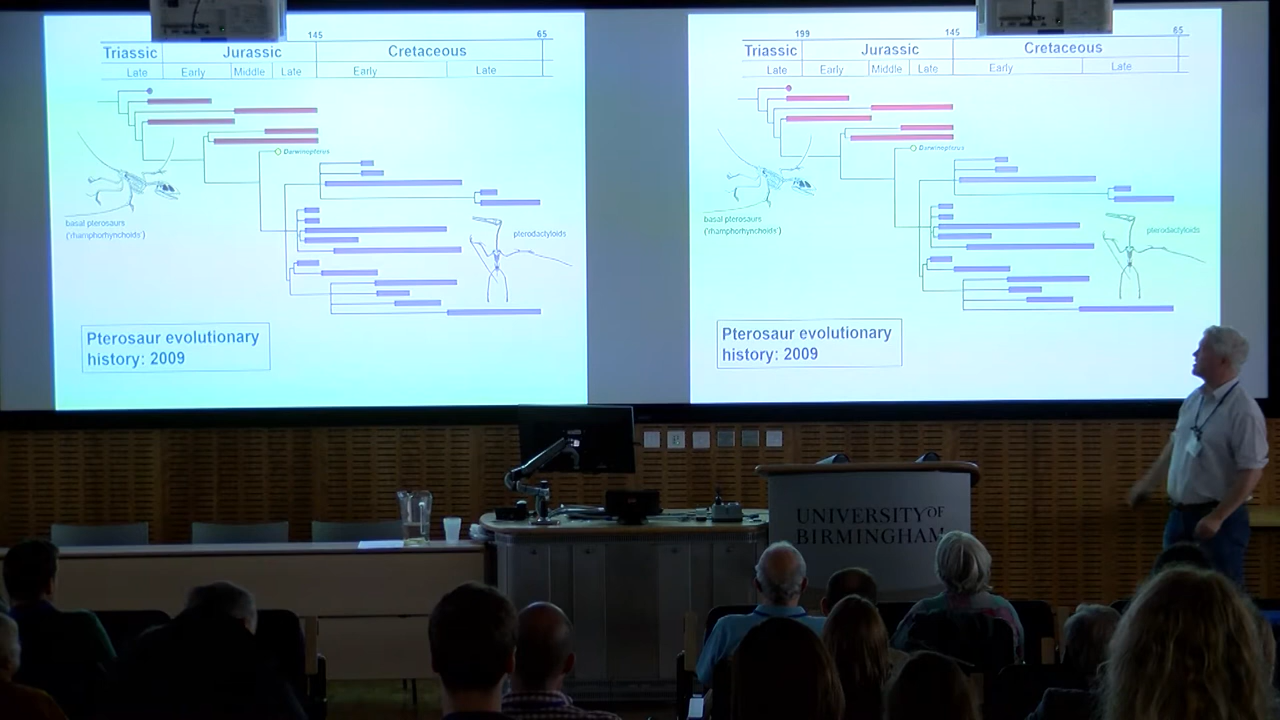 145 65
Triassic Jurassic Cretaceous
Late Early Middle Late Early Late
Darwinopterus
basal pterosaurs
('rhamphorhynchoids')
pterodactyloids
Pterosaur evolutionary
history: 2009
199 145 65
Triassic Jurassic Cretaceous
Late Early Middle Late Early Late
Darwinopterus
basal pterosaurs
('rhamphorhynchoids')
pterodactyloids
Pterosaur evolutionary
history: 2009
UNIVERSITY OF
BIRMINGHAM